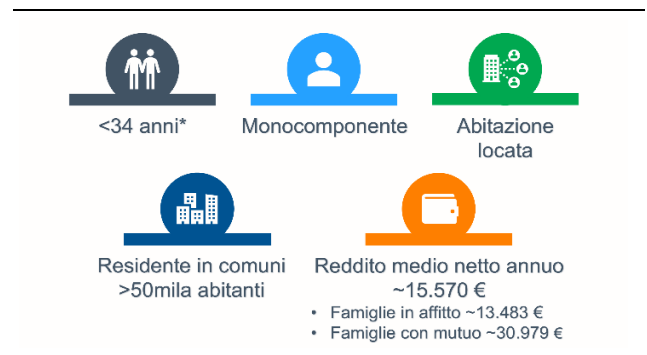 <34 anni*
Monocomponente
Abitazione
locata
Residente in comuni
>50mila abitanti
Reddito medio netto annuo
~15.570 €
• Famiglie in affitto ~13.483 €
• Famiglie con mutuo ~30.979 €